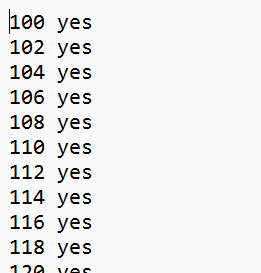 100 yes
102 yes
104 yes
106 yes
108 yes
110 yes
112 yes
114 yes
116 yes
118 yes
120 yes